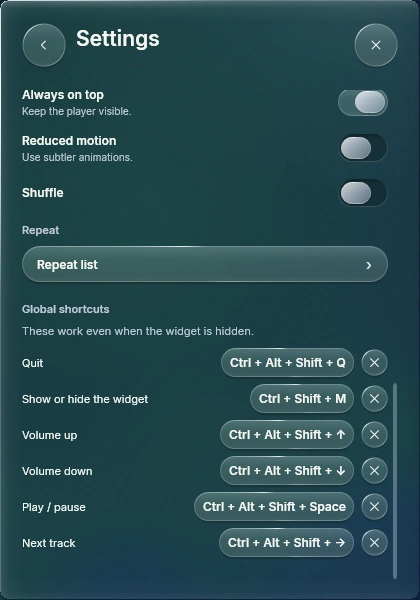 Settings
Always on top
Keep the player visible.
Reduced motion
Use subtler animations.
Shuffle
Repeat
Repeat list
Global shortcuts
These work even when the widget is hidden.
Quit Ctrl + Alt + Shift + Q
Show or hide the widget Ctrl + Shift + M
Volume up Ctrl + Alt + Shift + ↑
Volume down Ctrl + Alt + Shift + ↓
Play / pause Ctrl + Alt + Shift + Space
Next track Ctrl + Alt + Shift + →